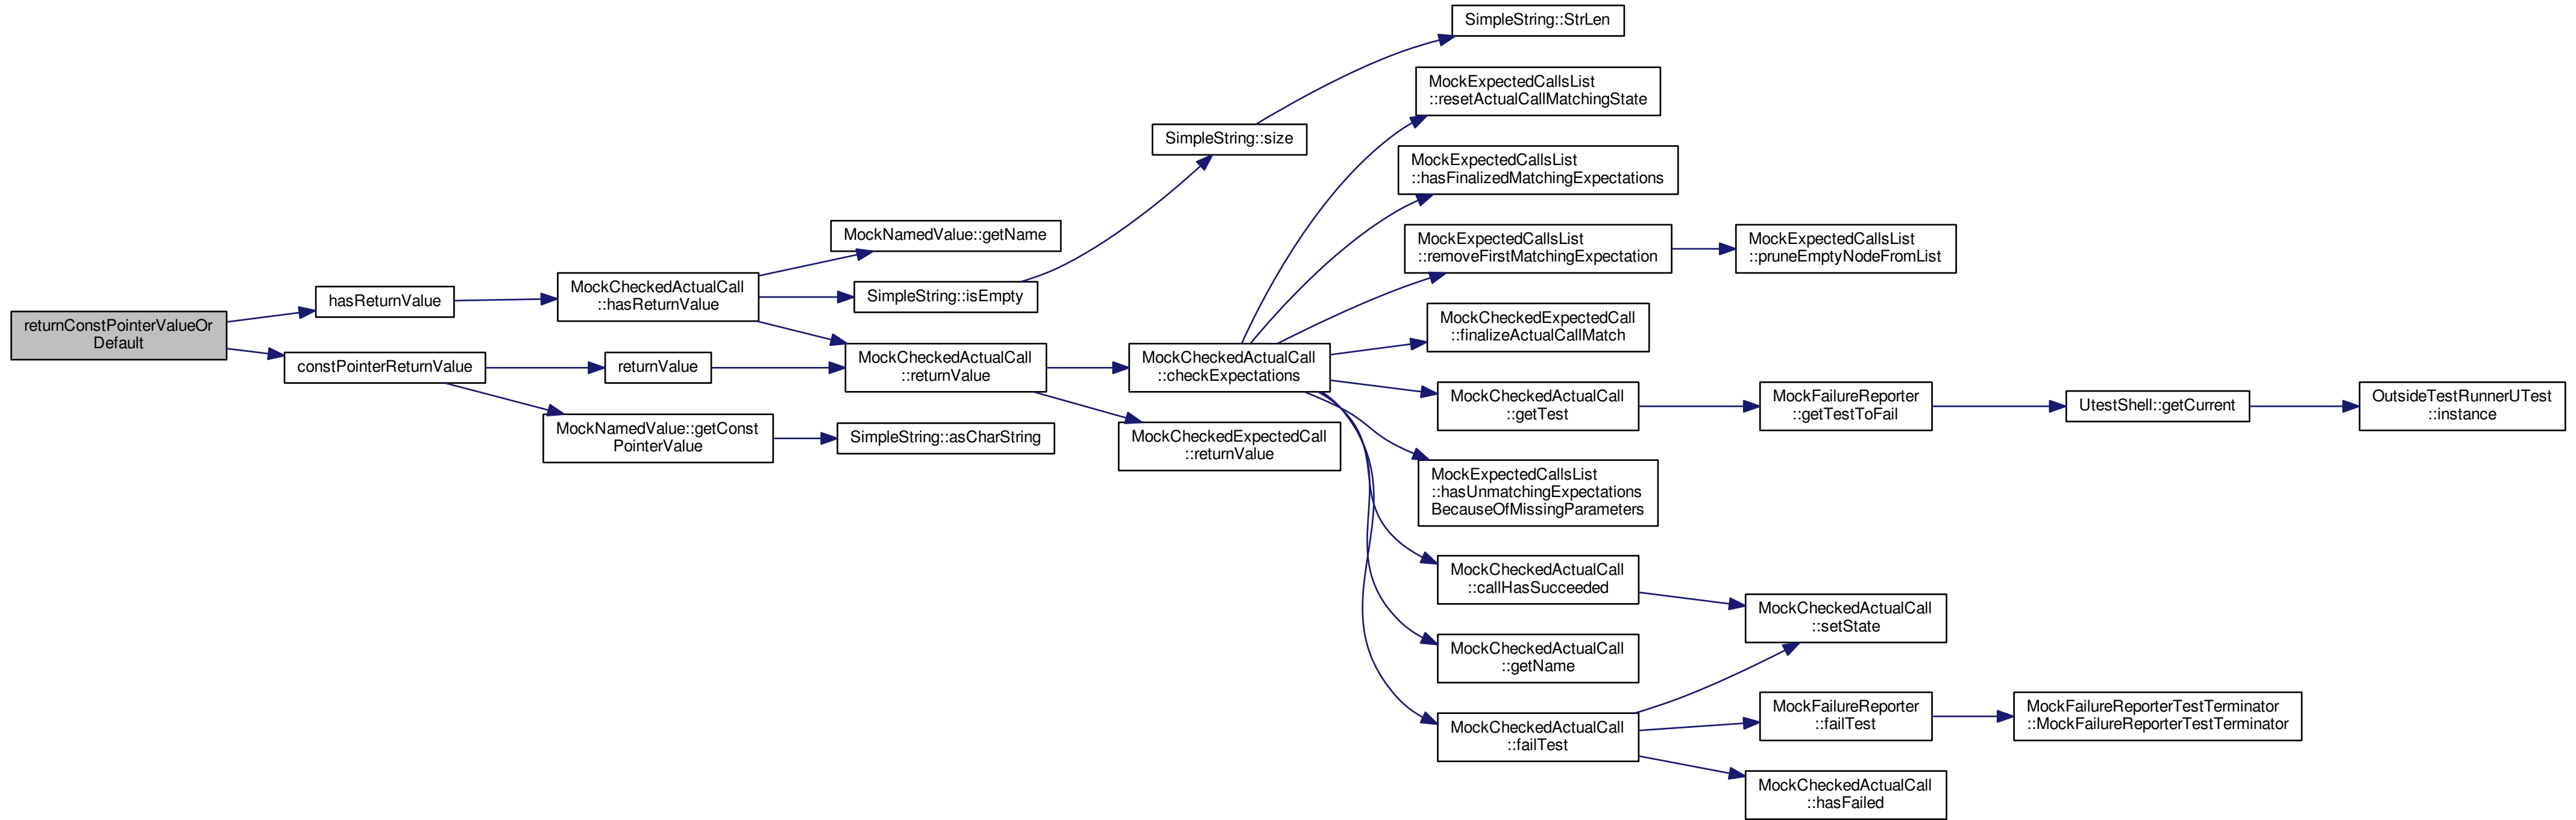 returnConstPointerValueOr
Default
hasReturnValue
constPointerReturnValue
MockCheckedActualCall
::hasReturnValue
returnValue
MockNamedValue::getConst
PointerValue
MockNamedValue::getName
SimpleString::isEmpty
MockCheckedActualCall
::returnValue
SimpleString::asCharString
SimpleString::size
MockCheckedActualCall
::checkExpectations
MockCheckedExpectedCall
::returnValue
SimpleString::StrLen
MockExpectedCallsList
::resetActualCallMatchingState
MockExpectedCallsList
::hasFinalizedMatchingExpectations
MockExpectedCallsList
::removeFirstMatchingExpectation
MockCheckedExpectedCall
::finalizeActualCallMatch
MockCheckedActualCall
::getTest
MockExpectedCallsList
::hasUnmatchingExpectations
BecauseOfMissingParameters
MockCheckedActualCall
::callHasSucceeded
MockCheckedActualCall
::getName
MockCheckedActualCall
::failTest
MockExpectedCallsList
::pruneEmptyNodeFromList
MockFailureReporter
::getTestToFail
MockCheckedActualCall
::setState
MockFailureReporter
::failTest
MockCheckedActualCall
::hasFailed
UtestShell::getCurrent
MockFailureReporterTestTerminator
::MockFailureReporterTestTerminator
OutsideTestRunnerUTest
::instance